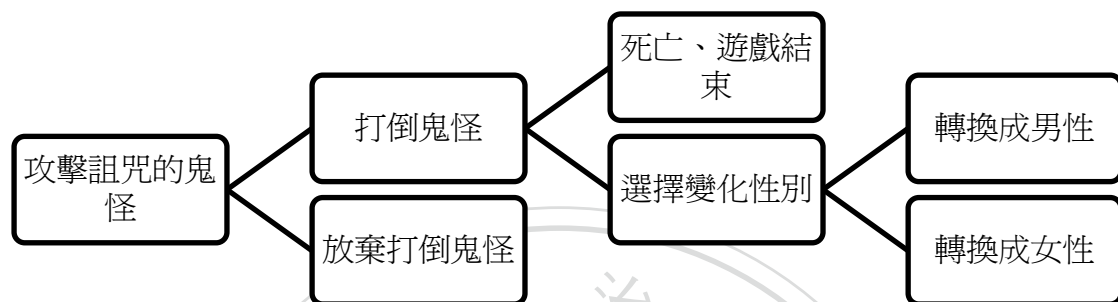 攻擊詛咒的鬼
怪
打倒鬼怪
放棄打倒鬼怪
死亡、遊戲結
束
選擇變化性別
轉換成男性
轉換成女性
治